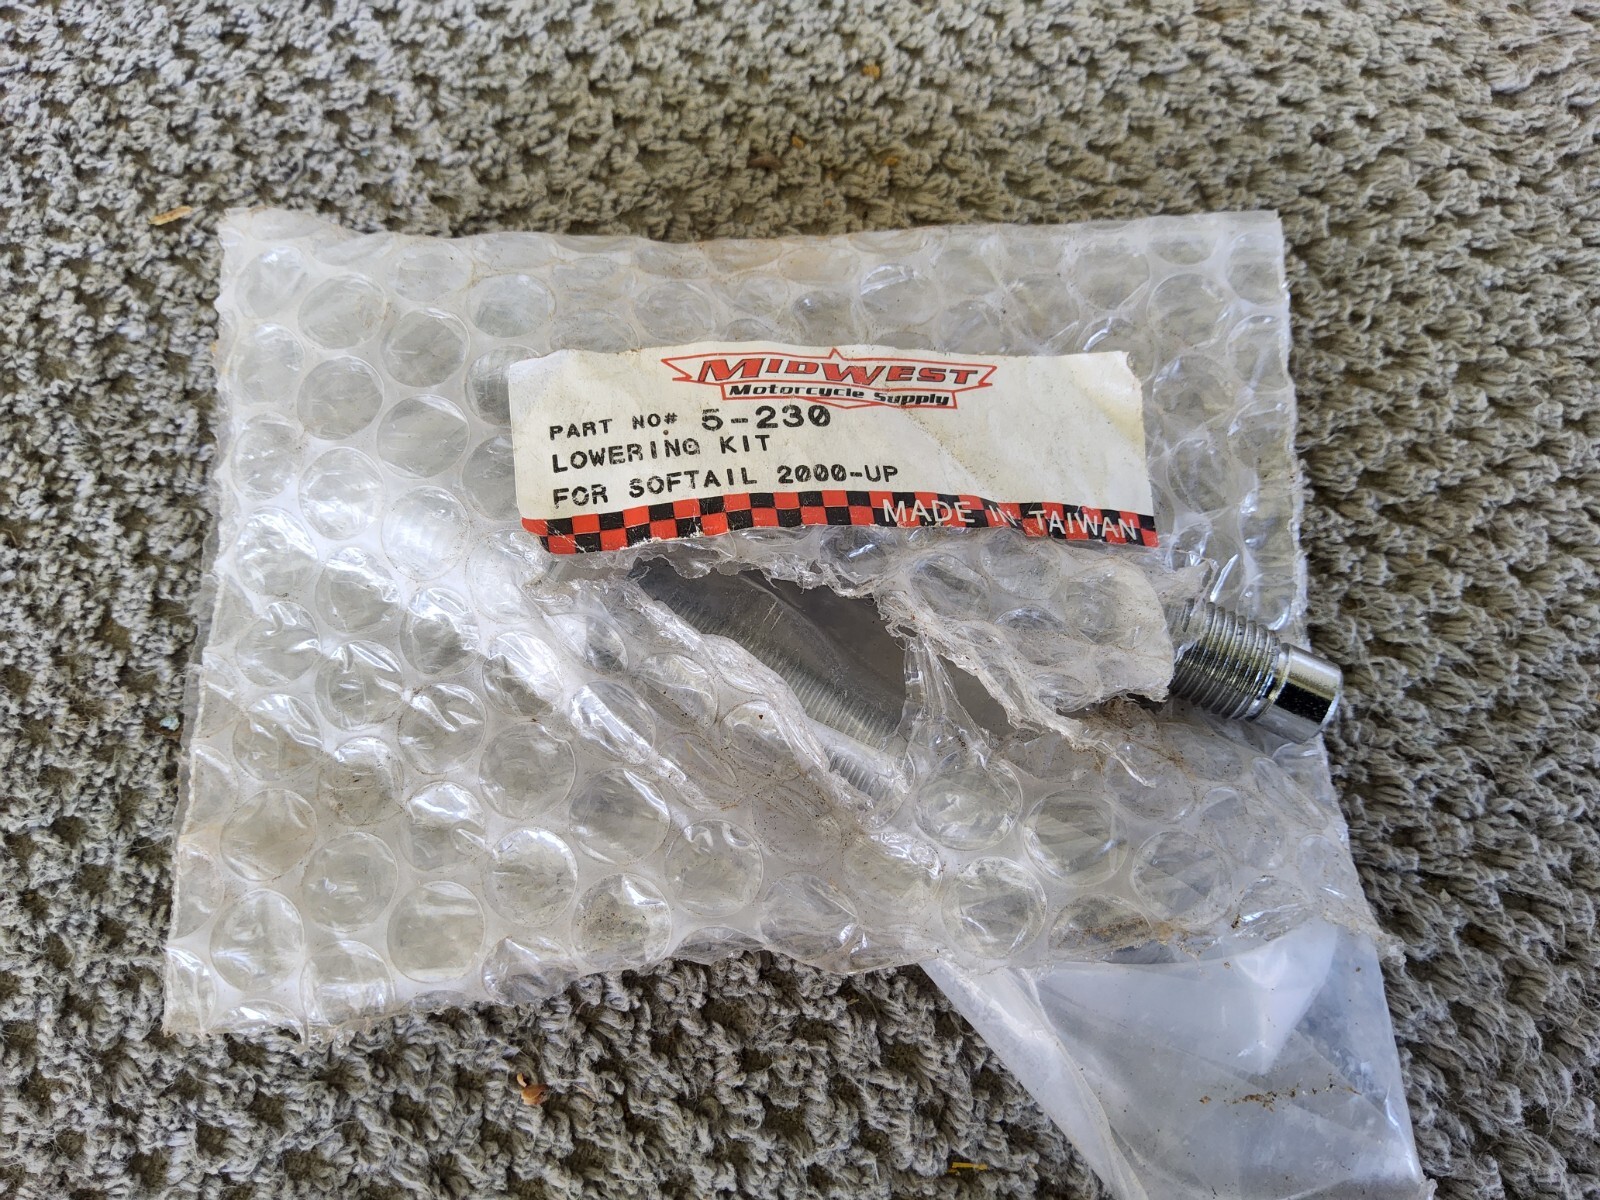 MIDWEST
Motorcycle Supply
PART NO# 5-230
LOWERING KIT
FOR SOFTAIL 2000-UP
MADE IN TAIWAN